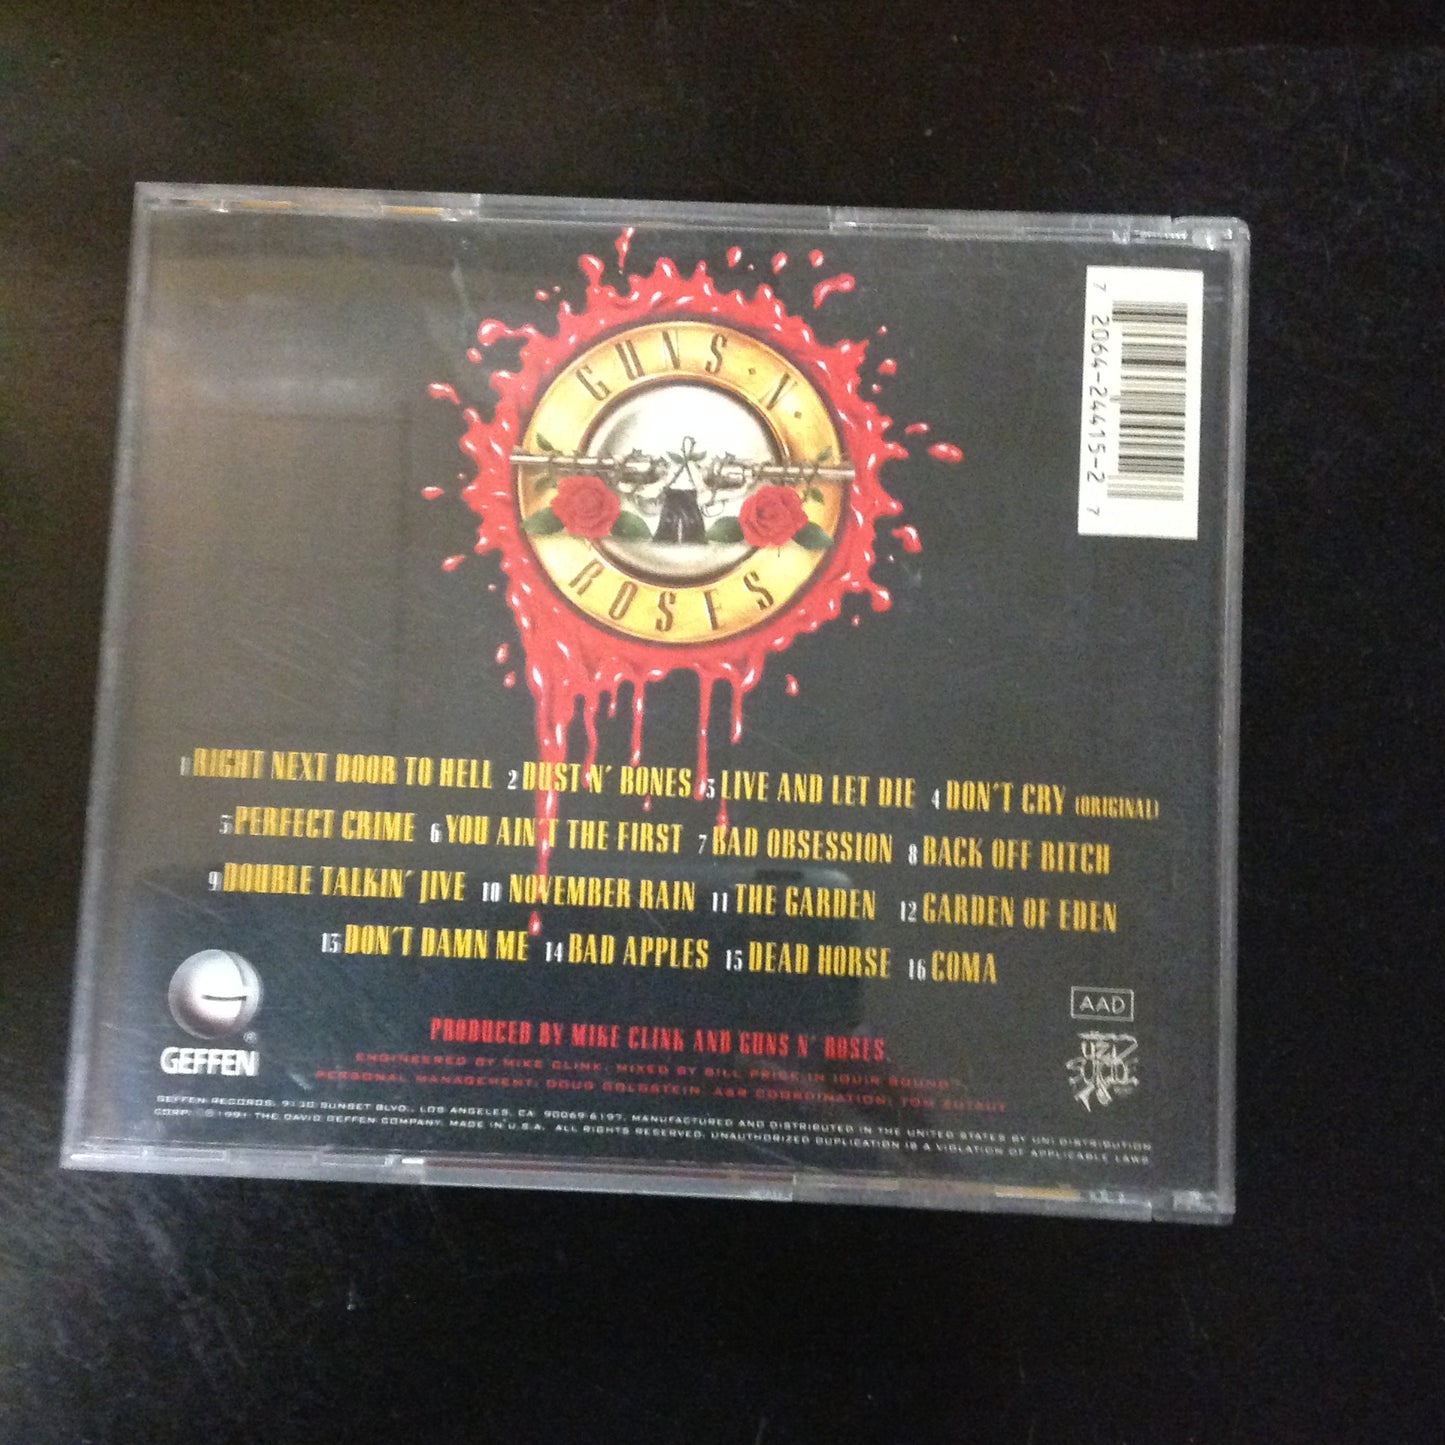 GUNS · N ·
ROSES
7 20642-44152 7
1 RIGHT NEXT DOOR TO HELL 2 DUST N' BONES 3 LIVE AND LET DIE 4 DON'T CRY (ORIGINAL)
5 PERFECT CRIME 6 YOU AIN'T THE FIRST 7 BAD OBSESSION 8 BACK OFF BITCH
9 DOUBLE TALKIN' JIVE 10 NOVEMBER RAIN 11 THE GARDEN 12 GARDEN OF EDEN
13 DON'T DAMN ME 14 BAD APPLES 15 DEAD HORSE 16 COMA
GEFFEN
AAD
UZI SUICIDE
PRODUCED BY MIKE CLINK AND GUNS N' ROSES.
ENGINEERED BY MIKE CLINK. MIXED BY BILL PRICE
PERSONAL MANAGEMENT: DOUG GOLDSTEIN. A&R COORDINATION: TOM ZUTAUT
GEFFEN RECORDS, 9130 SUNSET BLVD., LOS ANGELES, CA 90069-6197. MANUFACTURED AND DISTRIBUTED IN THE UNITED STATES BY UNI DISTRIBUTION
CORP. ℗© 1991 THE DAVID GEFFEN COMPANY. MADE IN U.S.A. ALL RIGHTS RESERVED. UNAUTHORIZED DUPLICATION IS A VIOLATION OF APPLICABLE LAWS